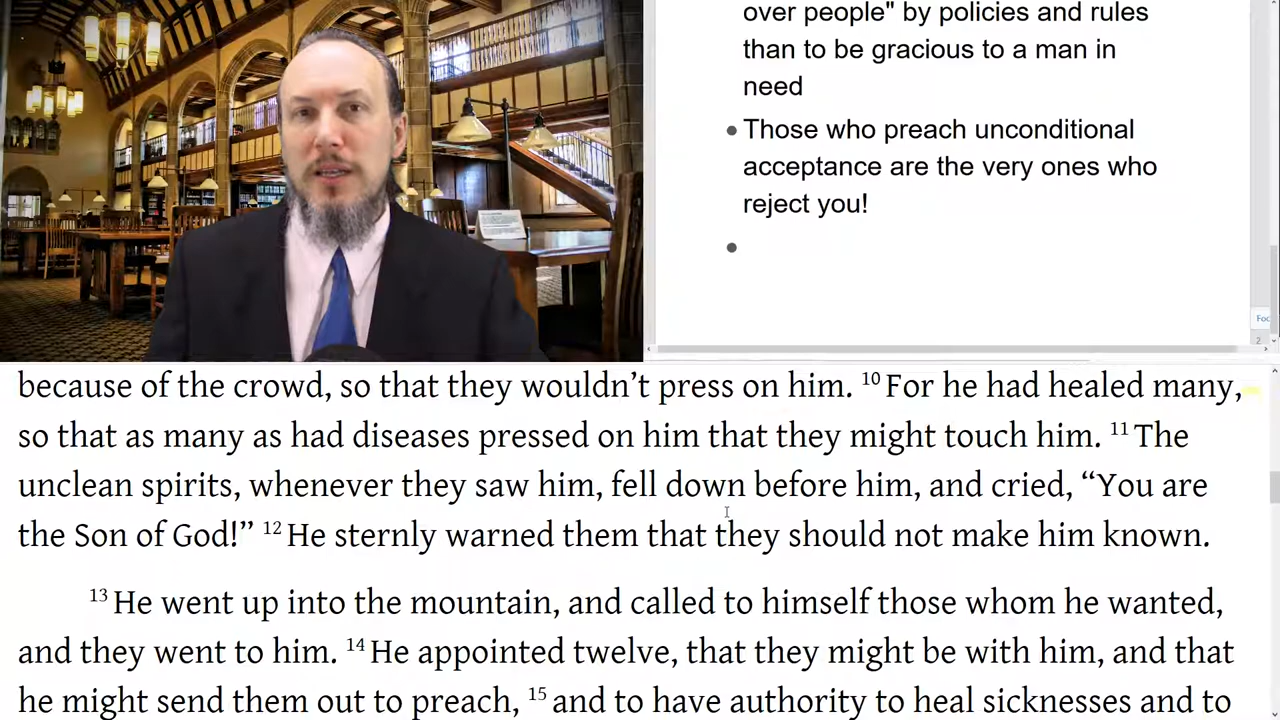 over people" by policies and rules
than to be gracious to a man in
need
● Those who preach unconditional
acceptance are the very ones who
reject you!
●
Foo
2
because of the crowd, so that they wouldn’t press on him. ¹⁰ For he had healed many,
so that as many as had diseases pressed on him that they might touch him. ¹¹ The
unclean spirits, whenever they saw him, fell down before him, and cried, “You are
the Son of God!” ¹² He sternly warned them that they should not make him known.
¹³ He went up into the mountain, and called to himself those whom he wanted,
and they went to him. ¹⁴ He appointed twelve, that they might be with him, and that
he might send them out to preach, ¹⁵ and to have authority to heal sicknesses and to